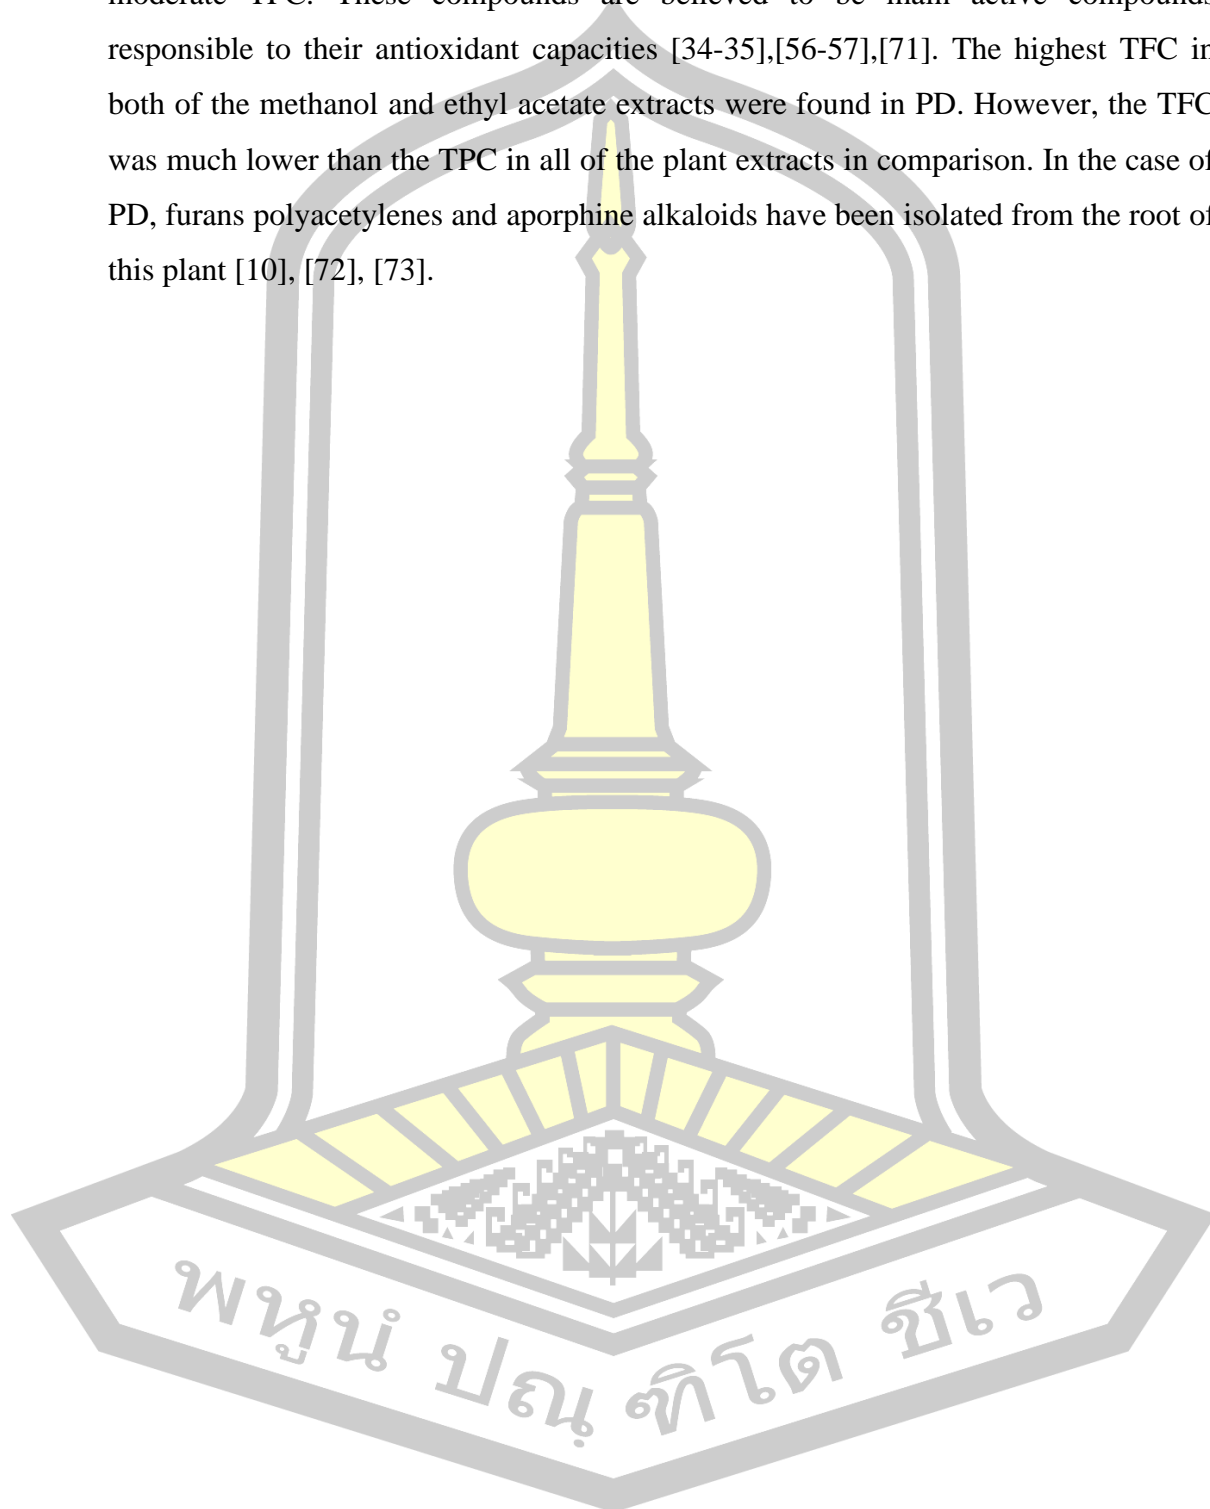 moderate TPC. These compounds are believed to be main active compounds
responsible to their antioxidant capacities [34-35],[56-57],[71]. The highest TFC in
both of the methanol and ethyl acetate extracts were found in PD. However, the TFC
was much lower than the TPC in all of the plant extracts in comparison. In the case of
PD, furans polyacetylenes and aporphine alkaloids have been isolated from the root of
this plant [10], [72], [73].
พหูนํ ปณฺ ฑิโต ชีเว